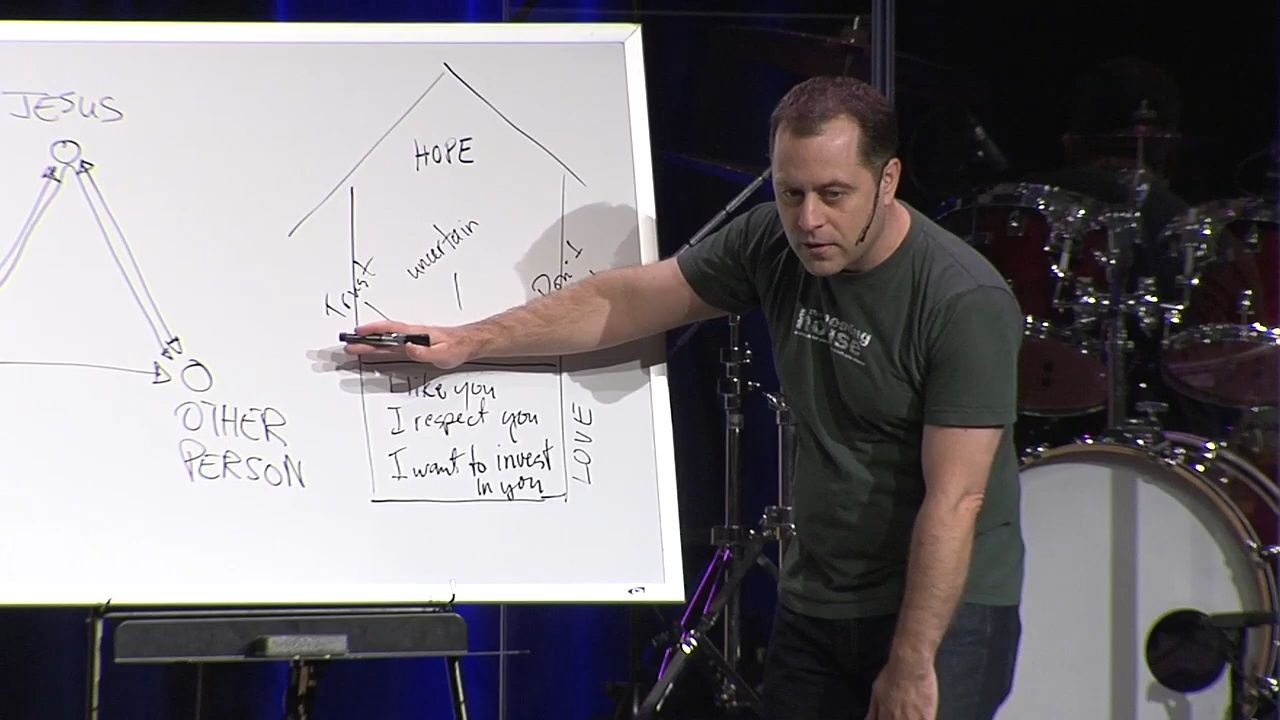 JESUS
OTHER
PERSON
HOPE
Trust
uncertain
I like you
I respect you
I want to invest
in you
LOVE